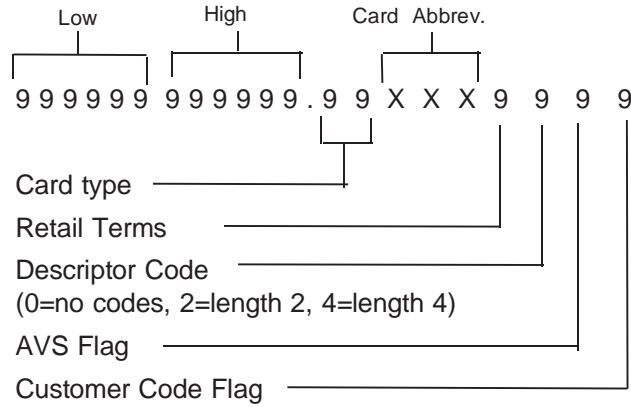 Low High Card Abbrev.
999999 999999.99XXX9999
Card type
Retail Terms
Descriptor Code
(0=no codes, 2=length 2, 4=length 4)
AVS Flag
Customer Code Flag